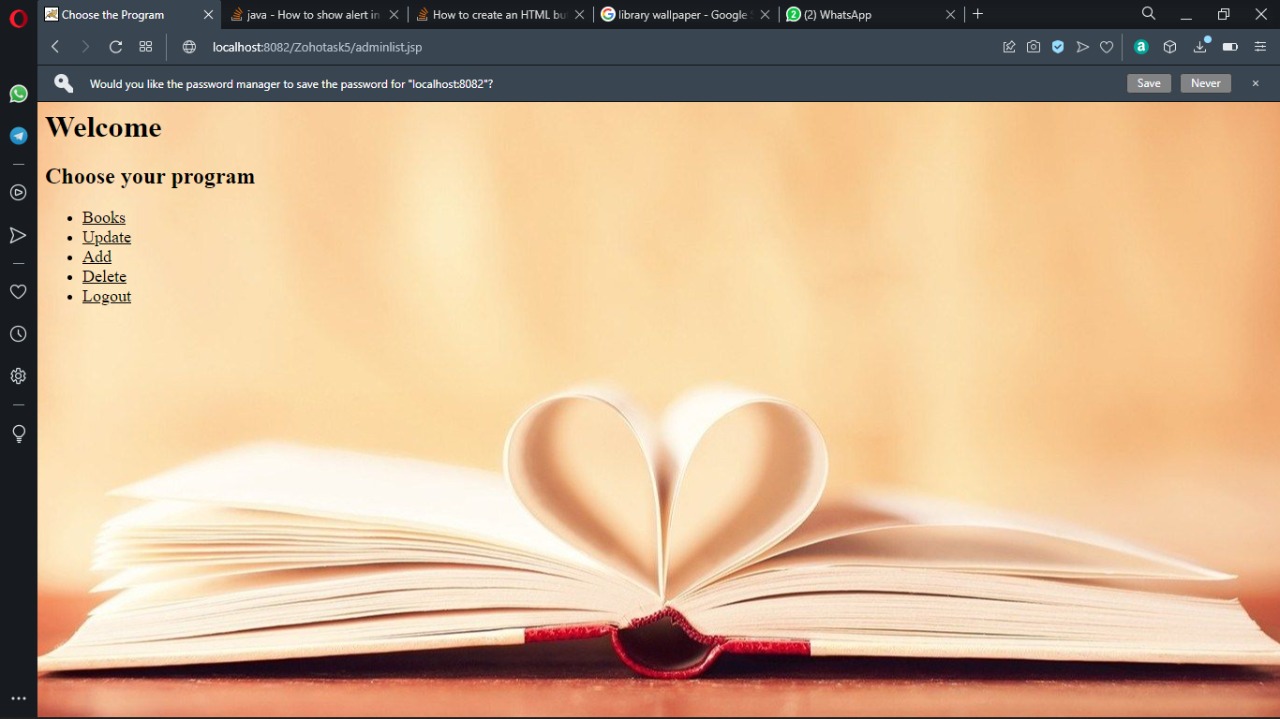 Choose the Program
java - How to show alert in
How to create an HTML bu
library wallpaper - Google
2 (2) WhatsApp
localhost:8082/Zohotask5/adminlist.jsp
a
Would you like the password manager to save the password for "localhost:8082"?
Save
Never
Welcome
Choose your program
• Books
• Update
• Add
• Delete
• Logout